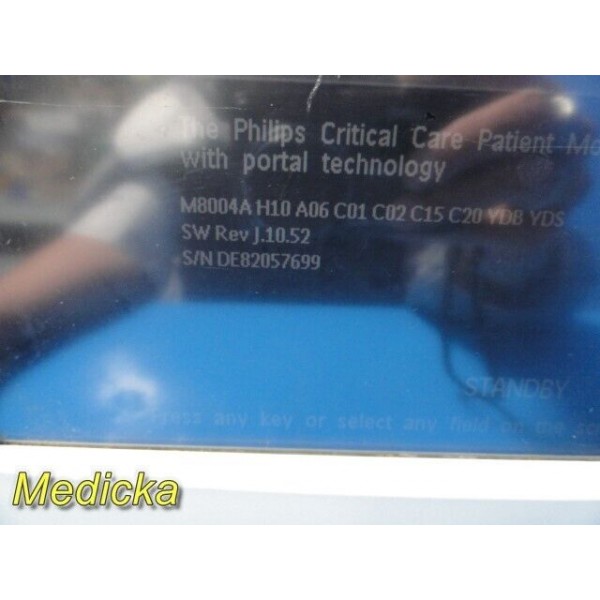 The Philips Critical Care Patient
with portal technology
M8004A H10 A06 C01 C02 C15 C20 YDB YDS
SW Rev J.10.52
S/N DE82057699
STANDBY
Press any key or select any field on the
Medicka